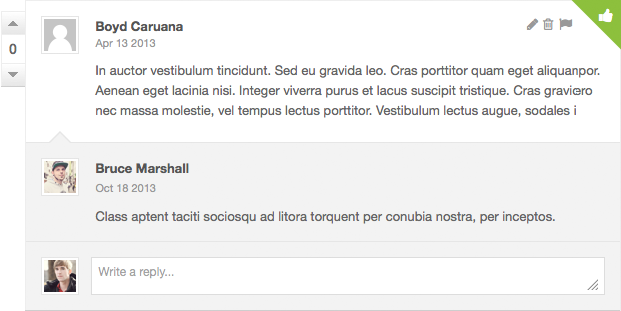 Boyd Caruana
Apr 13 2013
0
In auctor vestibulum tincidunt. Sed eu gravida leo. Cras porttitor quam eget aliquanpor.
Aenean eget lacinia nisi. Integer viverra purus et lacus suscipit tristique. Cras graviero
nec massa molestie, vel tempus lectus porttitor. Vestibulum lectus augue, sodales i
Bruce Marshall
Oct 18 2013
Class aptent taciti sociosqu ad litora torquent per conubia nostra, per inceptos.
Write a reply...